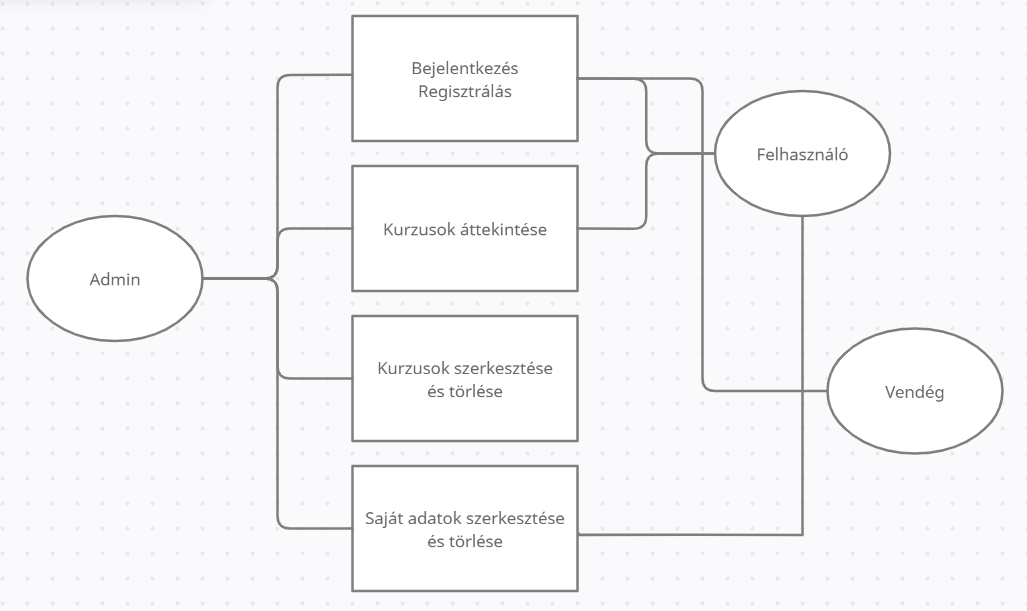 Bejelentkezés
Regisztrálás
Felhasználó
Kurzusok áttekintése
Admin
Kurzusok szerkesztése
és törlése
Vendég
Saját adatok szerkesztése
és törlése